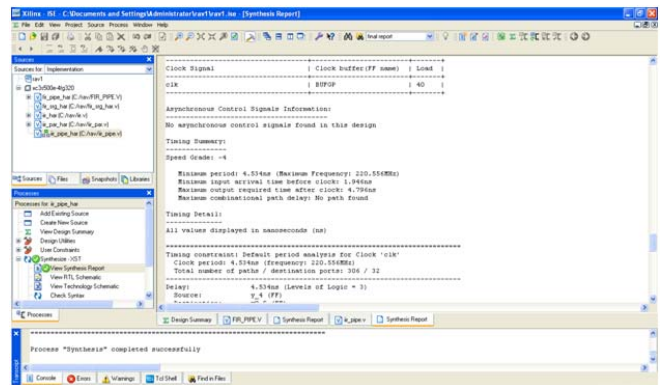 Xilinx - ISE - C:\Documents and Settings\Administrator\rav1\rav1.ise - [Synthesis Report]
File Edit View Project Source Process Window Help
final report
Sources
Sources for: Implementation
rav1
xc3s500e-4fg320
Processes
Sources Files Snapshots Libraries
Processes
Add Existing Source
Create New Source
View Design Summary
Design Utilities
User Constraints
Synthesize - XST
View Synthesis Report
View RTL Schematic
View Technology Schematic
Check Syntax
Processes
Clock Signal | Clock buffer(FF name) | Load |
clk | BUFGP | 40 |
Asynchronous Control Signals Information:
No asynchronous control signals found in this design
Timing Summary:
Speed Grade: -4
Minimum period: 4.534ns (Maximum Frequency: 220.556MHz)
Minimum input arrival time before clock: 1.946ns
Maximum output required time after clock: 4.796ns
Maximum combinational path delay: No path found
Timing Detail:
All values displayed in nanoseconds (ns)
Timing constraint: Default period analysis for Clock 'clk'
Clock period: 4.534ns (frequency: 220.556MHz)
Total number of paths / destination ports: 306 / 32
Delay: 4.534ns (Levels of Logic = 3)
Source: y_4 (FF)
Design Summary FIR_PIPE.V Synthesis Report Synthesis Report
Process "Synthesis" completed successfully
Transcript
Console Errors Warnings Tcl Shell Find in Files